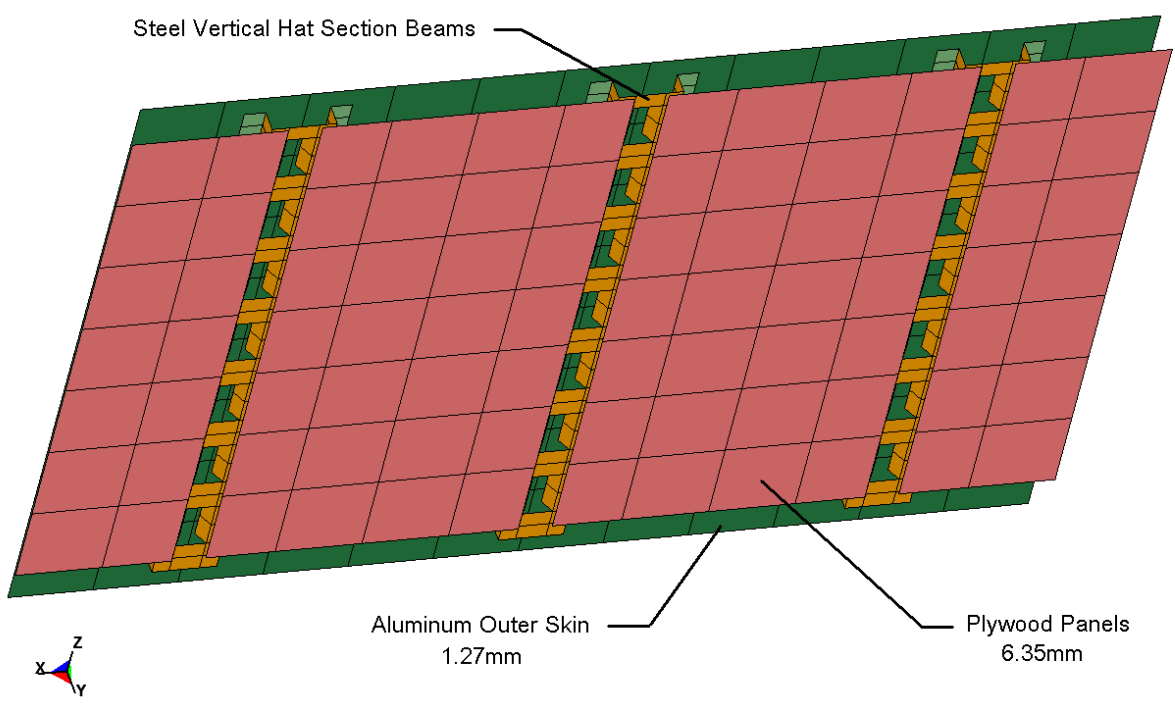 Steel Vertical Hat Section Beams
Aluminum Outer Skin
1.27mm
Plywood Panels
6.35mm
Z
X
Y